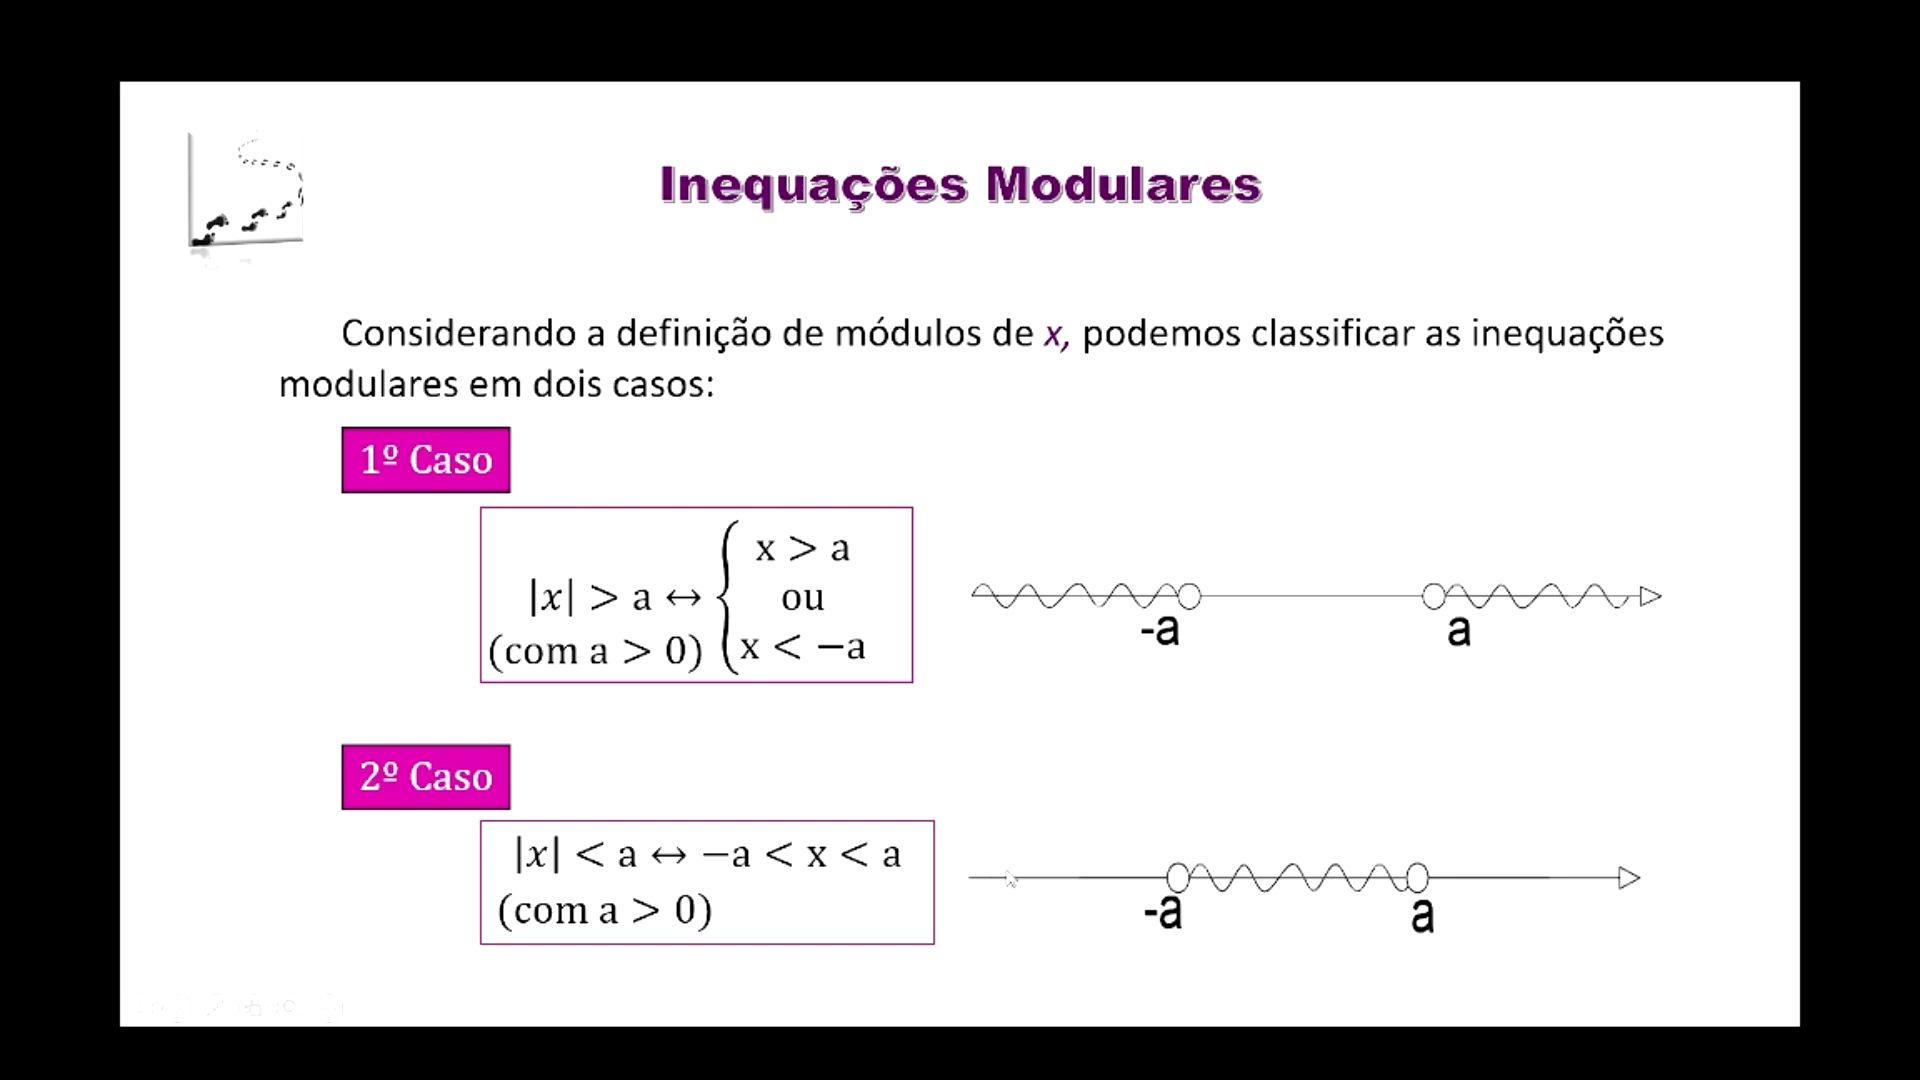 Inequações Modulares
Considerando a definição de módulos de x, podemos classificar as inequações
modulares em dois casos:
1º Caso
x > a
|x| > a ↔ { ou
(com a > 0) x < −a
-a a
2º Caso
|x| < a ↔ −a < x < a
(com a > 0)
-a a